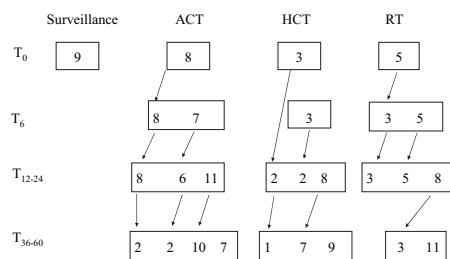 Surveillance ACT HCT RT
T0 9 8 3 5
T6 8 7 3 3 5
T12-24 8 6 11 2 2 8 3 5 8
T36-60 2 2 10 7 1 7 9 3 11